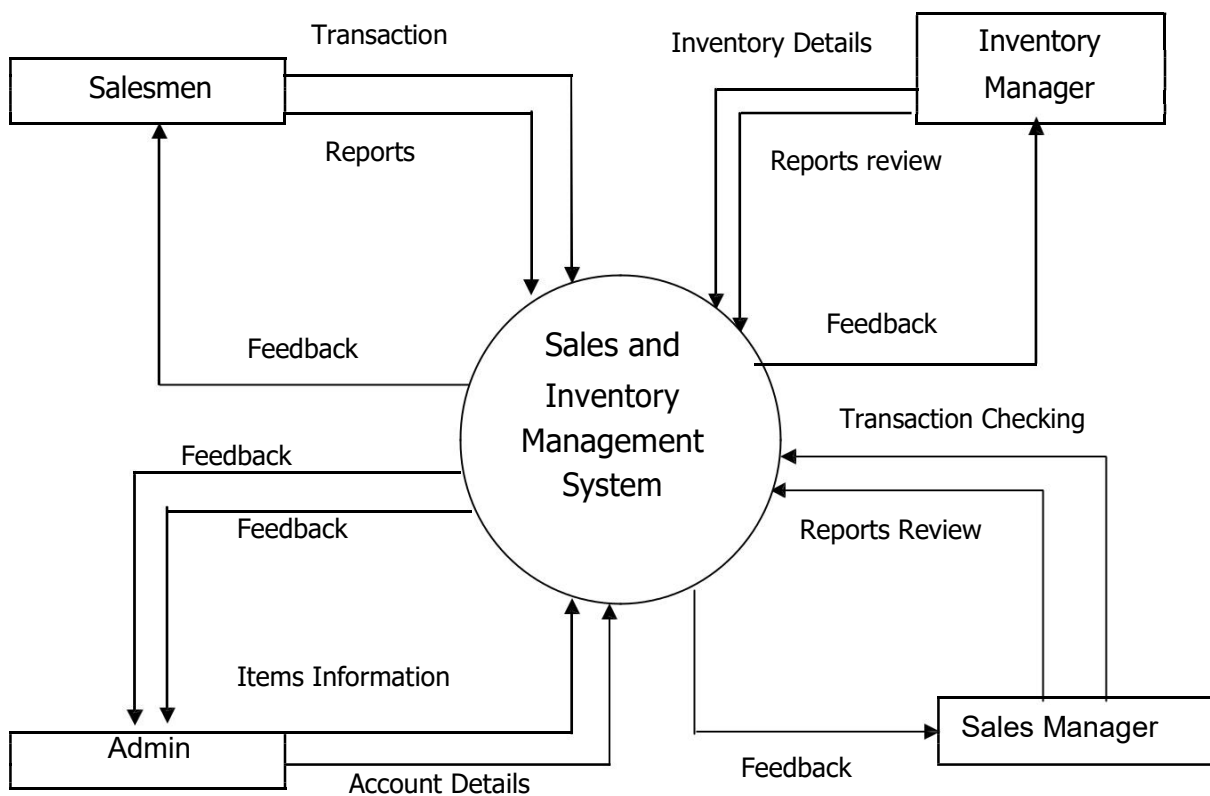 Transaction
Inventory Details
Inventory
Manager
Salesmen
Reports
Reports review
Feedback
Feedback
Sales and
Inventory
Management
System
Transaction Checking
Feedback
Feedback
Reports Review
Items Information
Admin
Sales Manager
Account Details
Feedback